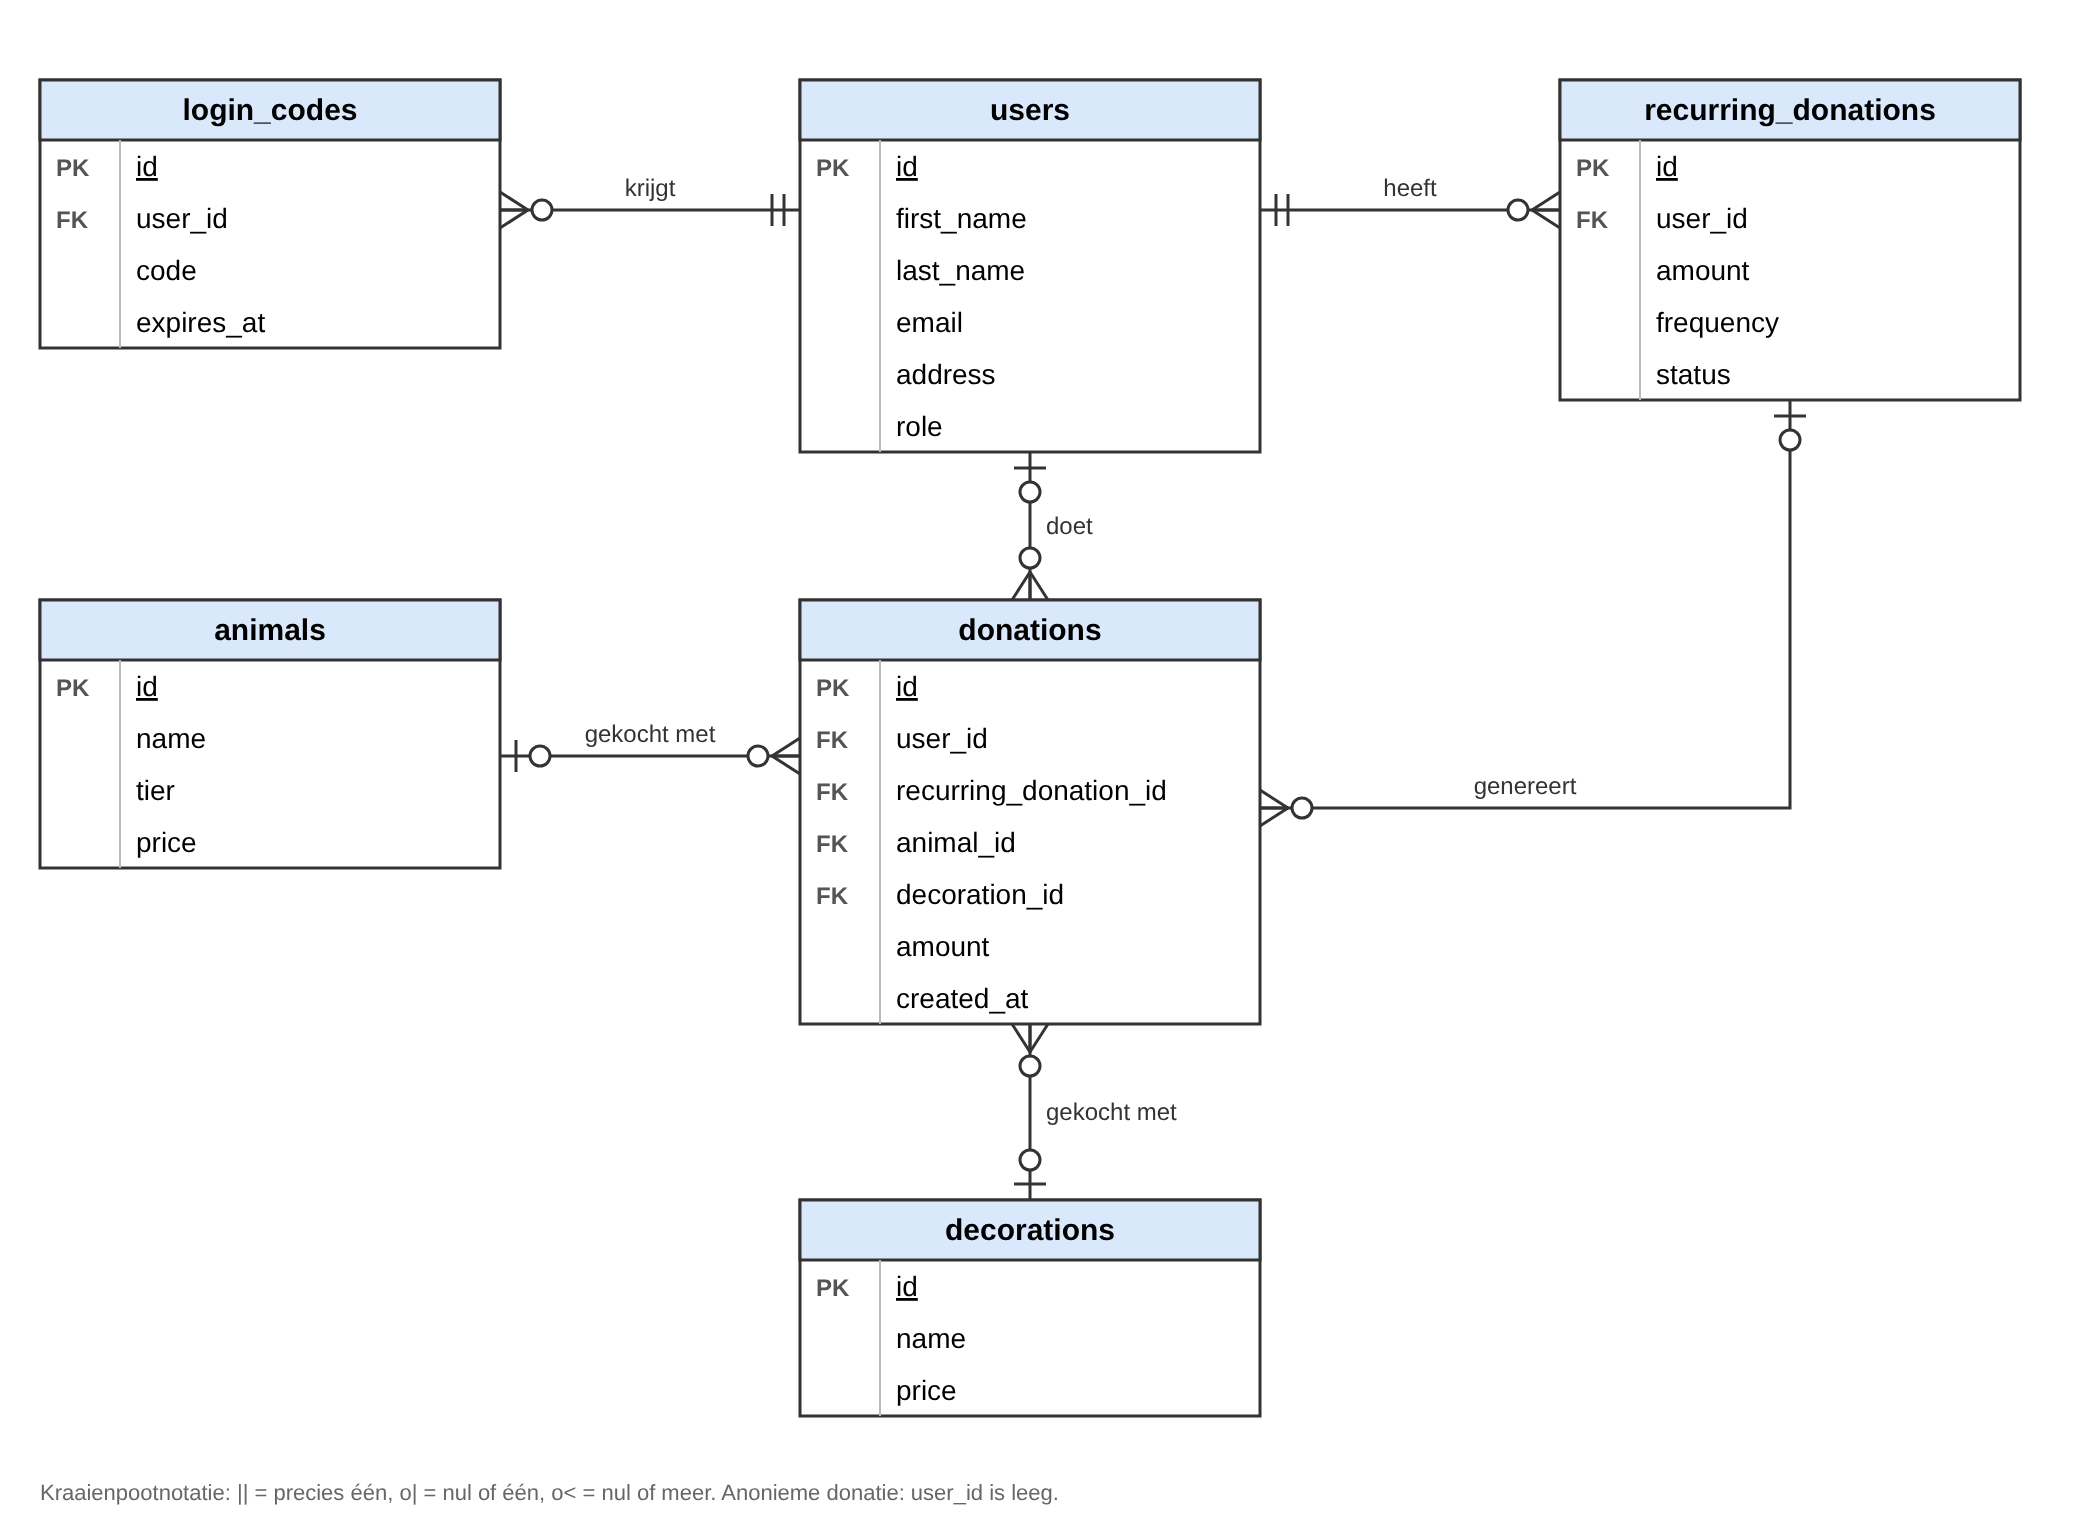 login_codes
PK id
FK user_id
code
expires_at
krijgt
users
PK id
first_name
last_name
email
address
role
heeft
recurring_donations
PK id
FK user_id
amount
frequency
status
doet
animals
PK id
name
tier
price
gekocht met
donations
PK id
FK user_id
FK recurring_donation_id
FK animal_id
FK decoration_id
amount
created_at
genereert
gekocht met
decorations
PK id
name
price
Kraaienpootnotatie: || = precies één, o| = nul of één, o< = nul of meer. Anonieme donatie: user_id is leeg.